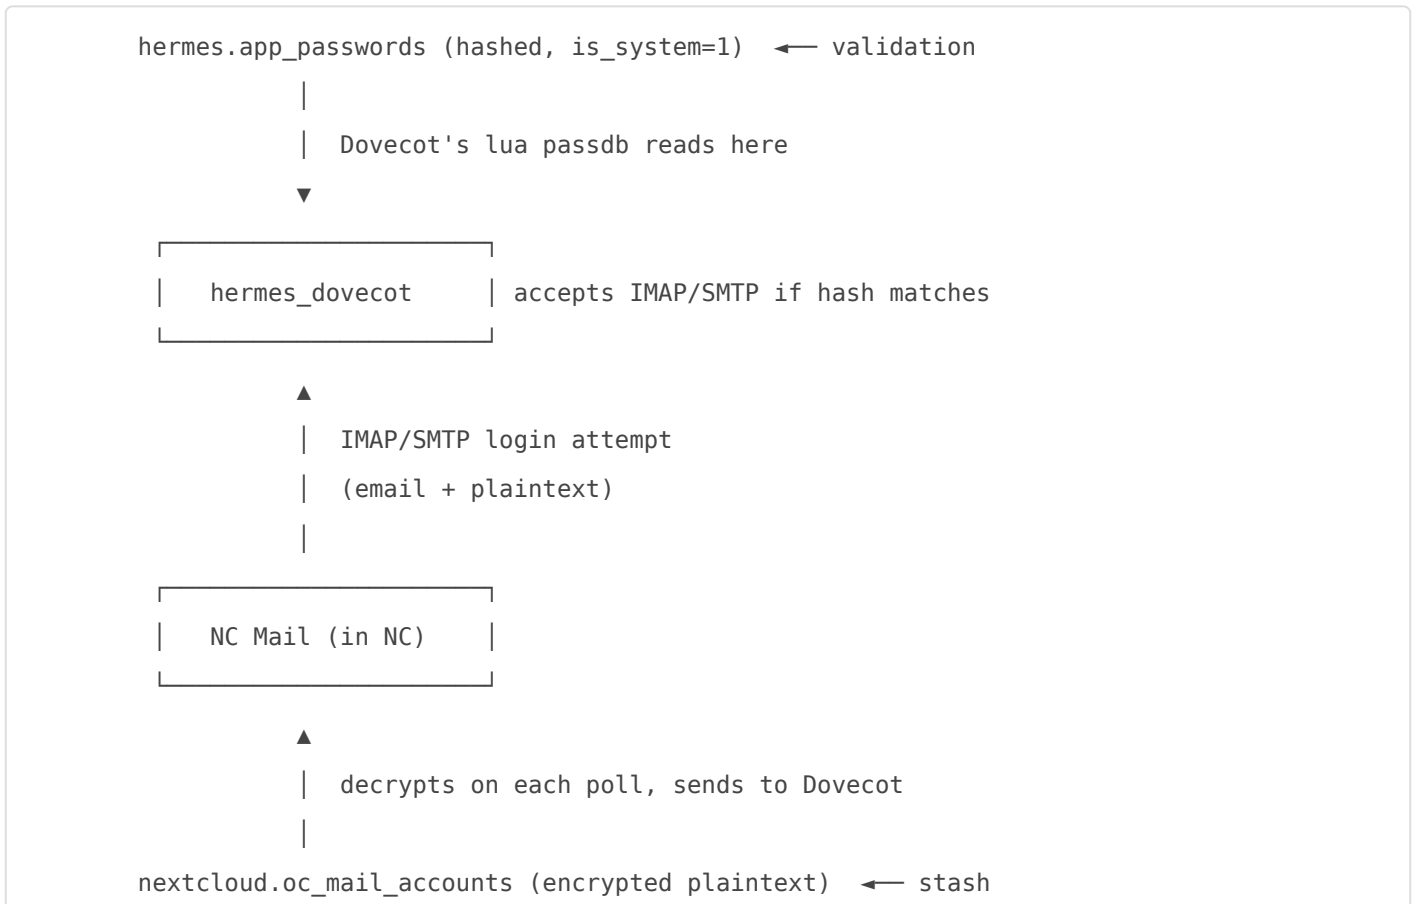 hermes.app_passwords (hashed, is_system=1) ◄── validation
│
│ Dovecot's lua passdb reads here
▼
┌──────────────────────┐
│ hermes_dovecot │ accepts IMAP/SMTP if hash matches
└──────────────────────┘
▲
│ IMAP/SMTP login attempt
│ (email + plaintext)
│
┌──────────────────────┐
│ NC Mail (in NC) │
└──────────────────────┘
▲
│ decrypts on each poll, sends to Dovecot
│
nextcloud.oc_mail_accounts (encrypted plaintext) ◄── stash